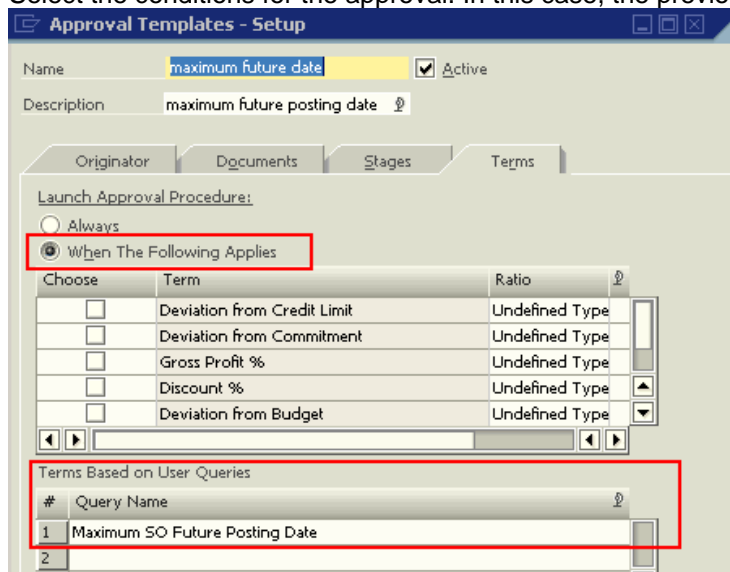 Select the conditions for the approval. In this case, the previo
Approval Templates - Setup
Name maximum future date Active
Description maximum future posting date
Originator Documents Stages Terms
Launch Approval Procedure:
Always
When The Following Applies
Choose Term Ratio
Deviation from Credit Limit Undefined Type
Deviation from Commitment Undefined Type
Gross Profit % Undefined Type
Discount % Undefined Type
Deviation from Budget Undefined Type
Terms Based on User Queries
# Query Name
1 Maximum SO Future Posting Date
2